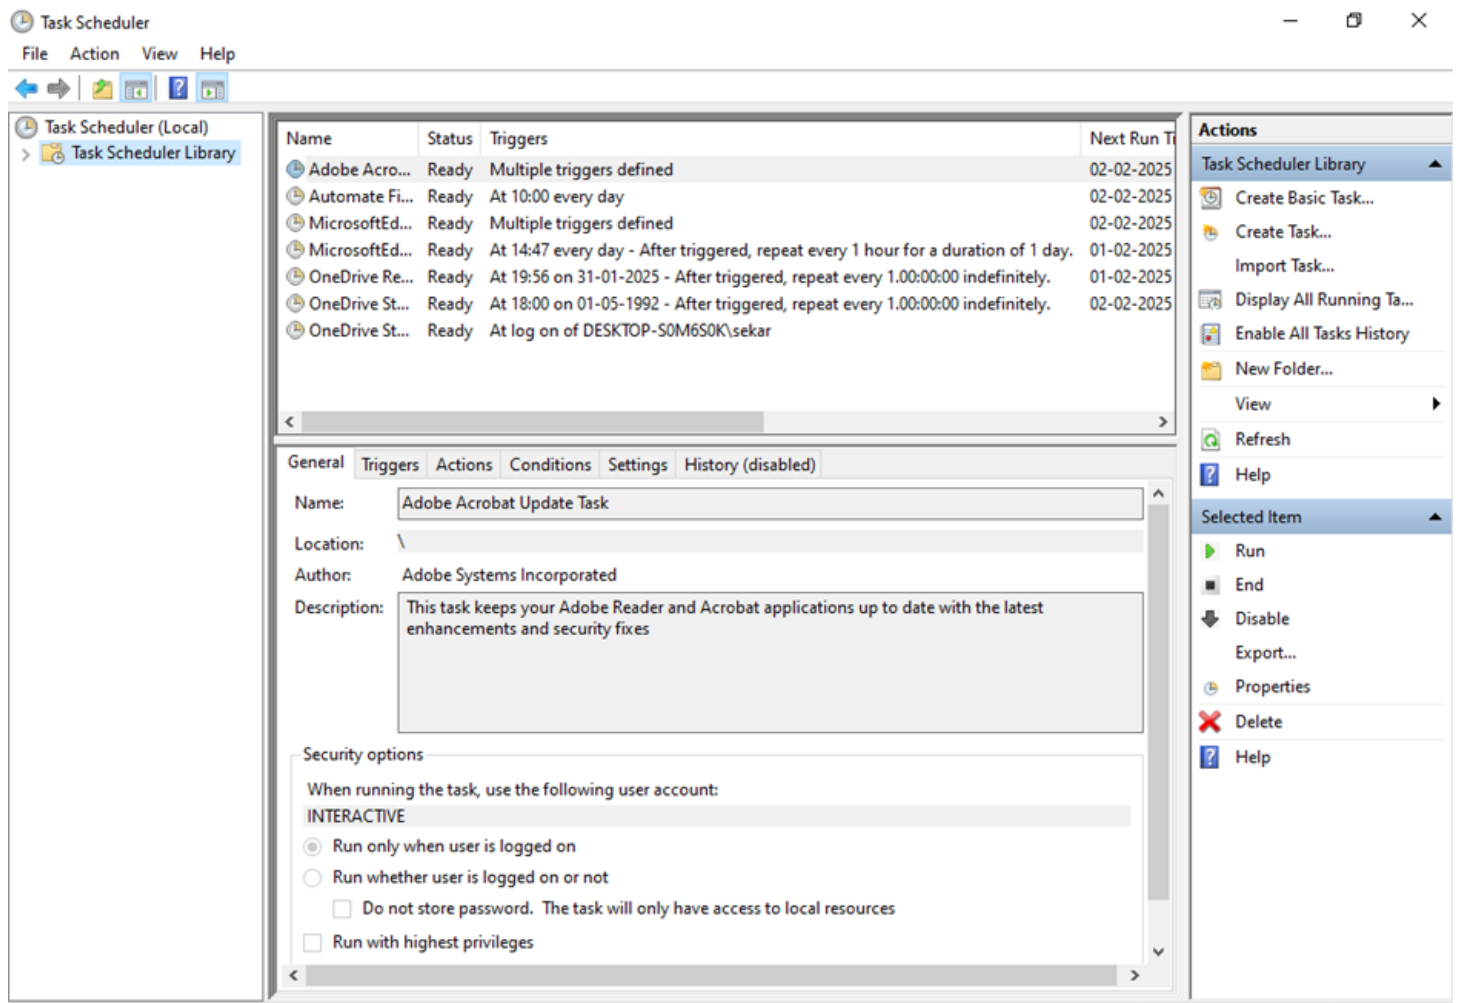 Task Scheduler
File Action View Help
Task Scheduler (Local)
Task Scheduler Library
Name Status Triggers Next Run Ti
Adobe Acro... Ready Multiple triggers defined 02-02-2025
Automate Fi... Ready At 10:00 every day 02-02-2025
MicrosoftEd... Ready Multiple triggers defined 02-02-2025
MicrosoftEd... Ready At 14:47 every day - After triggered, repeat every 1 hour for a duration of 1 day. 01-02-2025
OneDrive Re... Ready At 19:56 on 31-01-2025 - After triggered, repeat every 1.00:00:00 indefinitely. 01-02-2025
OneDrive St... Ready At 18:00 on 01-05-1992 - After triggered, repeat every 1.00:00:00 indefinitely. 02-02-2025
OneDrive St... Ready At log on of DESKTOP-S0M6S0K\sekar
General Triggers Actions Conditions Settings History (disabled)
Name: Adobe Acrobat Update Task
Location: \
Author: Adobe Systems Incorporated
Description: This task keeps your Adobe Reader and Acrobat applications up to date with the latest
enhancements and security fixes
Security options
When running the task, use the following user account:
INTERACTIVE
Run only when user is logged on
Run whether user is logged on or not
Do not store password. The task will only have access to local resources
Run with highest privileges
Actions
Task Scheduler Library
Create Basic Task...
Create Task...
Import Task...
Display All Running Ta...
Enable All Tasks History
New Folder...
View
Refresh
Help
Selected Item
Run
End
Disable
Export...
Properties
Delete
Help